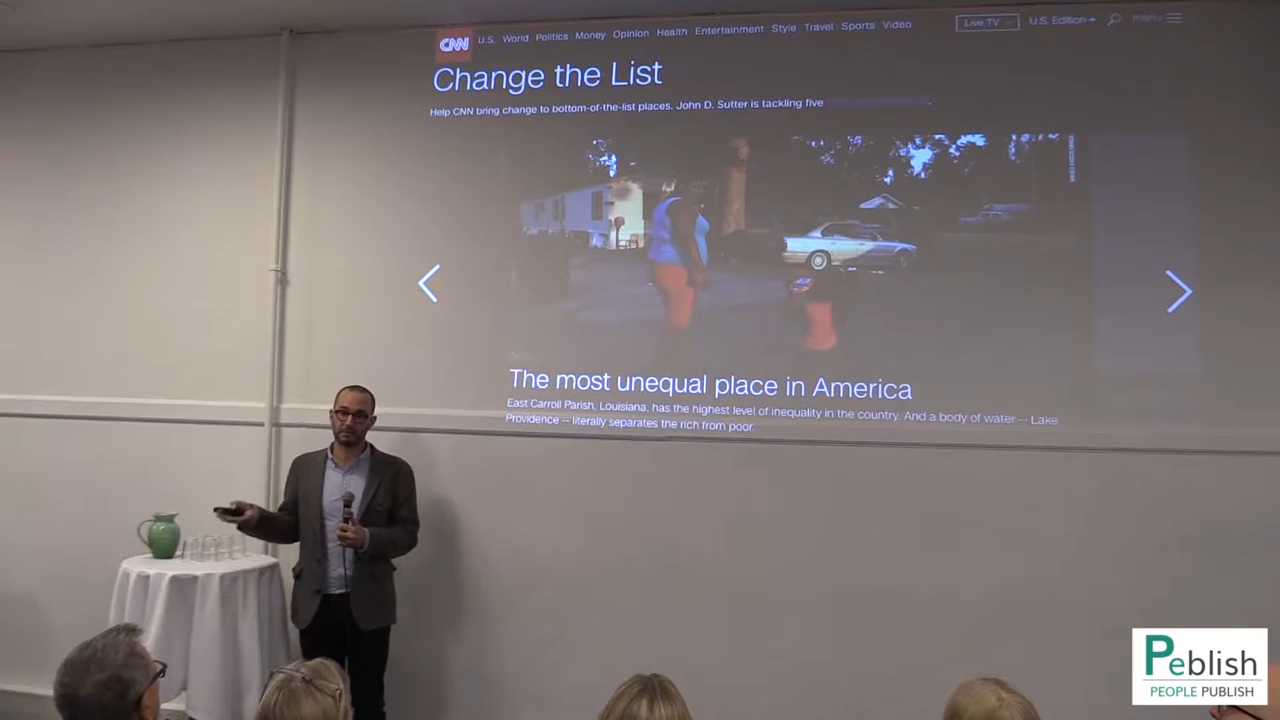 CNN
U.S. World Politics Money Opinion Health Entertainment Style Travel Sports Video
Live TV
U.S. Edition
menu
Change the List
Help CNN bring change to bottom-of-the-list places. John D. Sutter is tackling five
The most unequal place in America
East Carroll Parish, Louisiana, has the highest level of inequality in the country. And a body of water -- Lake
Providence -- literally separates the rich from poor.
Peblish
PEOPLE PUBLISH